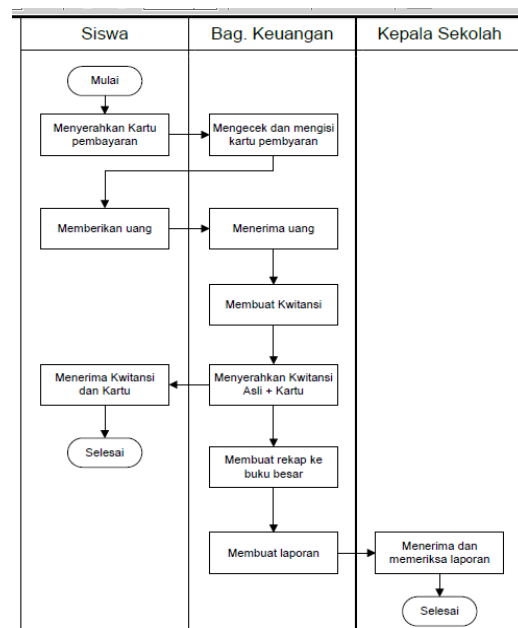 Siswa
Bag. Keuangan
Kepala Sekolah
Mulai
Menyerahkan Kartu
pembayaran
Mengecek dan mengisi
kartu pembyaran
Memberikan uang
Menerima uang
Membuat Kwitansi
Menerima Kwitansi
dan Kartu
Menyerahkan Kwitansi
Asli + Kartu
Selesai
Membuat rekap ke
buku besar
Membuat laporan
Menerima dan
memeriksa laporan
Selesai